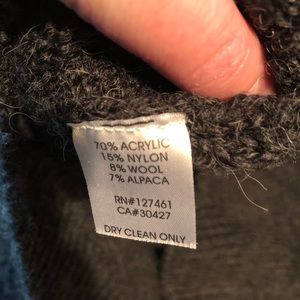 70% ACRYLIC
15% NYLON
8% WOOL
7% ALPACA
RN#127461
CA#30427
DRY CLEAN ONLY